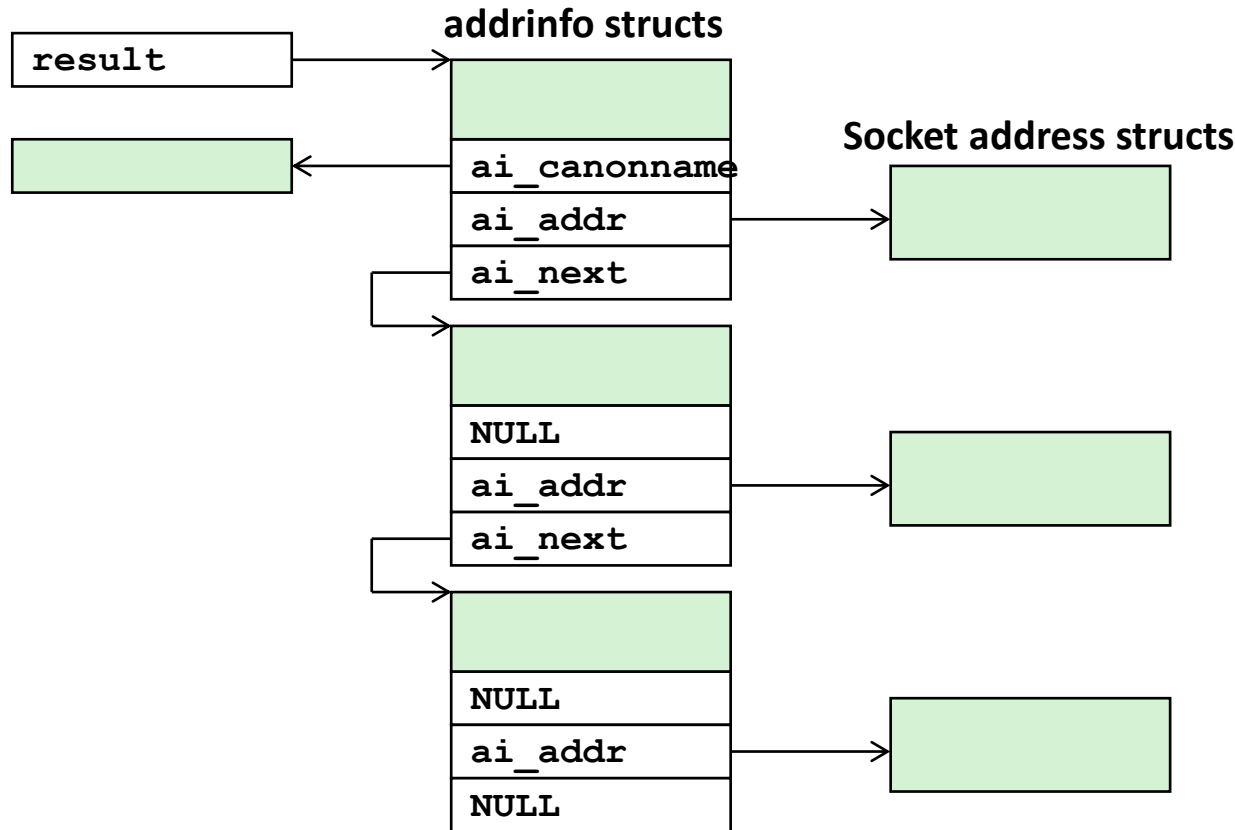 addrinfo structs
result
ai_canonname
Socket address structs
ai_addr
ai_next
NULL
ai_addr
ai_next
NULL
ai_addr
NULL